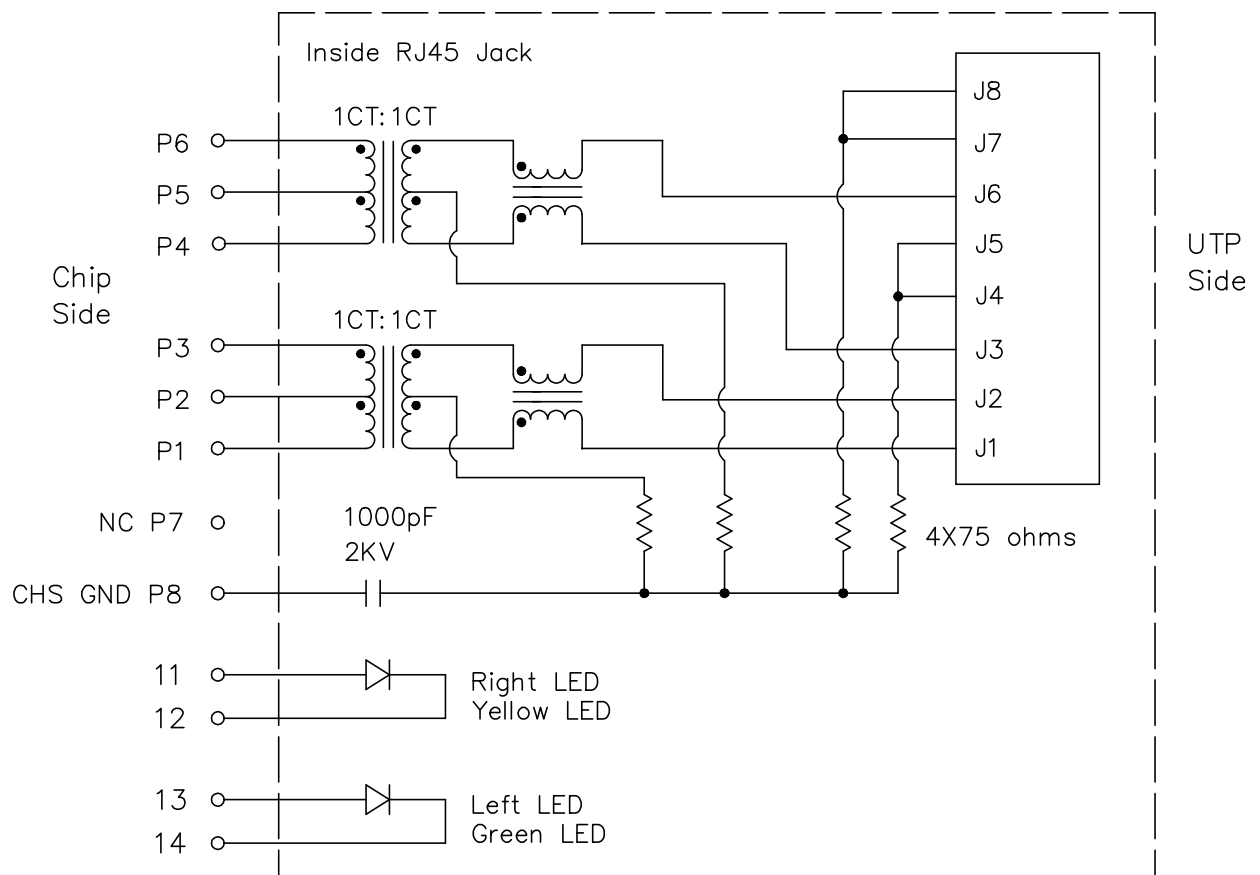 Inside RJ45 Jack
1CT:1CT
P6
P5
P4
Chip
Side
1CT:1CT
P3
P2
P1
NC P7
1000pF
2KV
CHS GND P8
4X75 ohms
J8
J7
J6
J5
J4
J3
J2
J1
UTP
Side
11
12
Right LED
Yellow LED
13
14
Left LED
Green LED